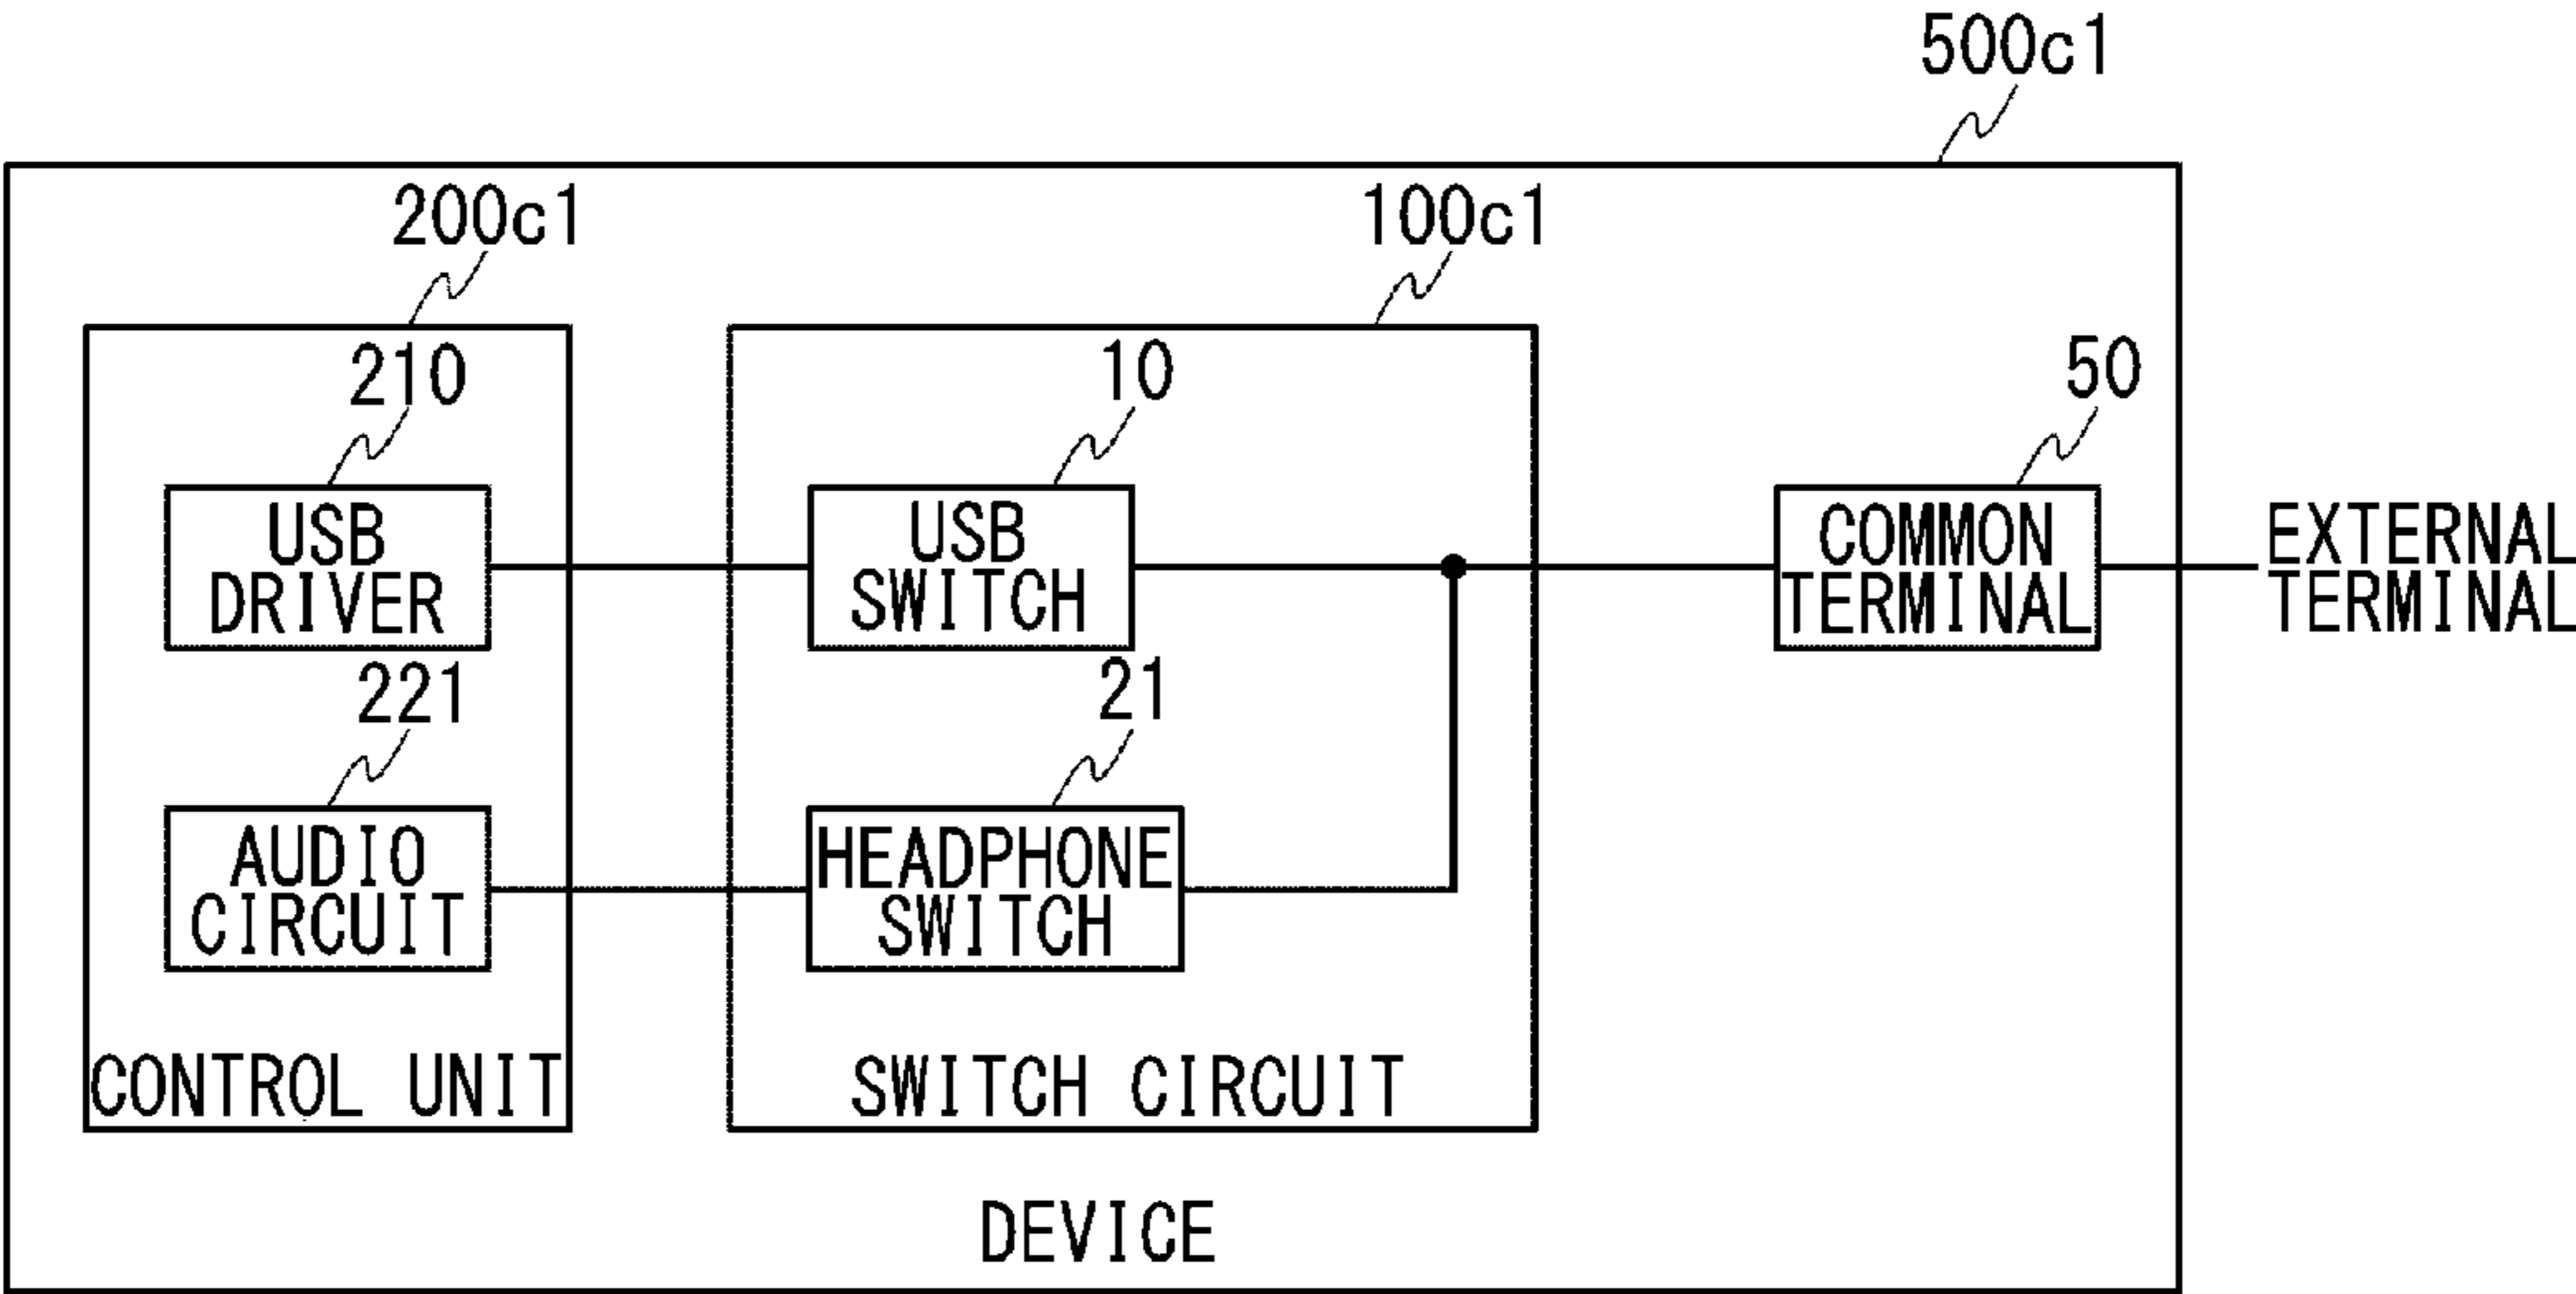 500c1
200c1
100c1
210
10
50
USB
DRIVER
USB
SWITCH
COMMON
TERMINAL
EXTERNAL
TERMINAL
221
21
AUDIO
CIRCUIT
HEADPHONE
SWITCH
CONTROL UNIT
SWITCH CIRCUIT
DEVICE